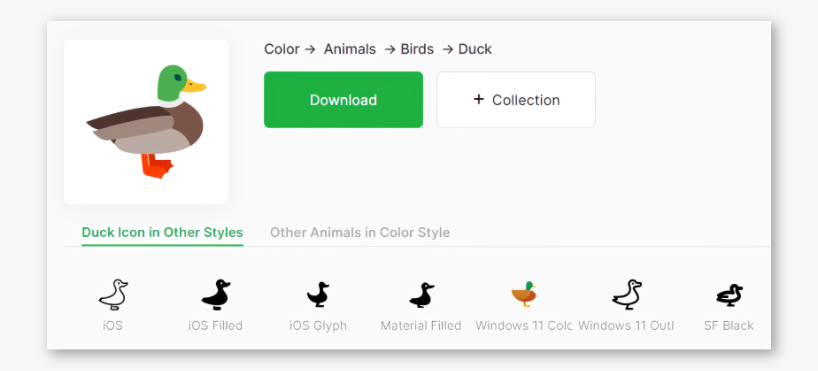 Color → Animals → Birds → Duck
Download
+ Collection
Duck Icon in Other Styles
Other Animals in Color Style
iOS
iOS Filled
iOS Glyph
Material Filled
Windows 11 Colo
Windows 11 Outl
SF Black